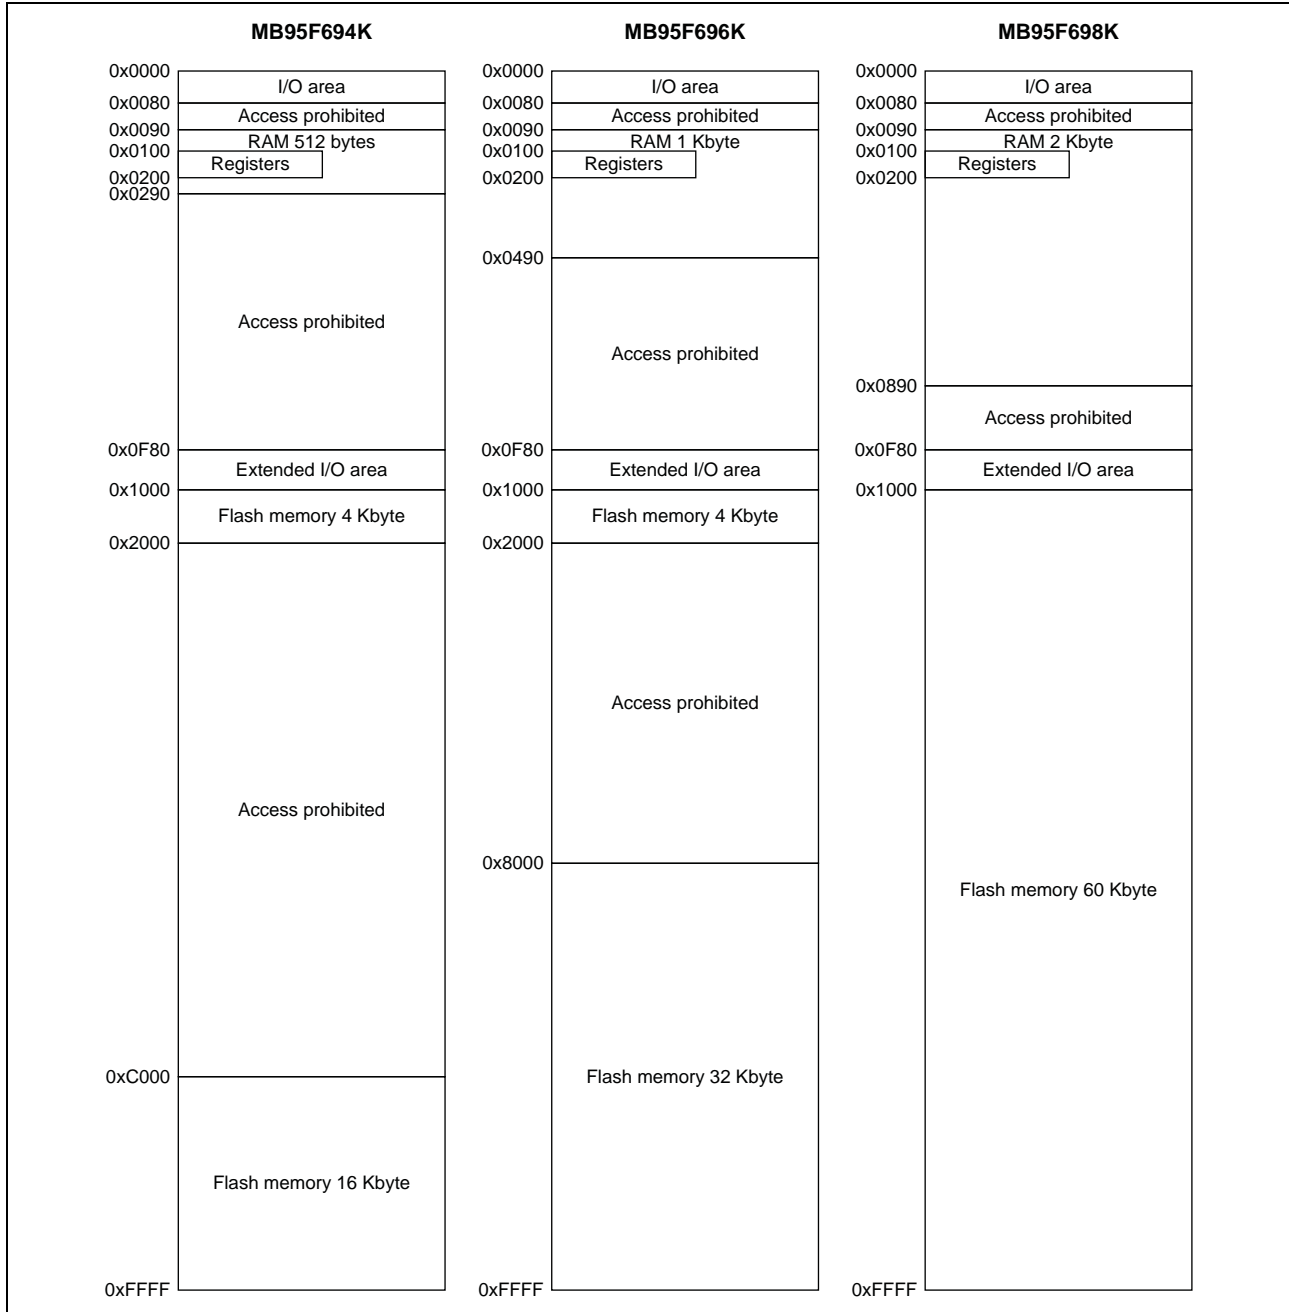 MB95F694K
0x0000
I/O area
0x0080
Access prohibited
0x0090
RAM 512 bytes
0x0100
Registers
0x0200
0x0290
Access prohibited
0x0F80
Extended I/O area
0x1000
Flash memory 4 Kbyte
0x2000
Access prohibited
0xC000
Flash memory 16 Kbyte
0xFFFF
MB95F696K
0x0000
I/O area
0x0080
Access prohibited
0x0090
RAM 1 Kbyte
0x0100
Registers
0x0200
0x0490
Access prohibited
0x0F80
Extended I/O area
0x1000
Flash memory 4 Kbyte
0x2000
Access prohibited
0x8000
Flash memory 32 Kbyte
0xFFFF
MB95F698K
0x0000
I/O area
0x0080
Access prohibited
0x0090
RAM 2 Kbyte
0x0100
Registers
0x0200
0x0890
Access prohibited
0x0F80
Extended I/O area
0x1000
Flash memory 60 Kbyte
0xFFFF